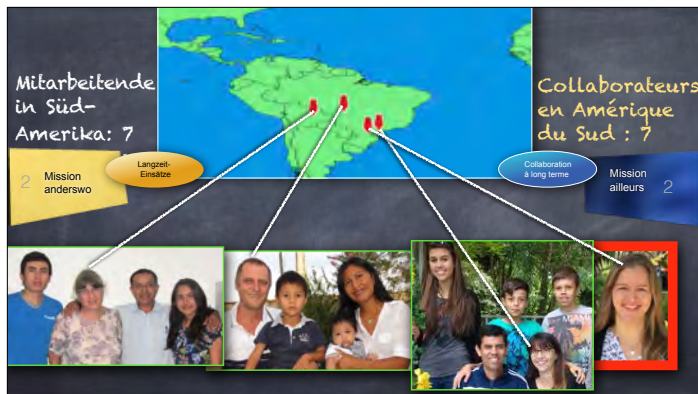 Mitarbeitende
in Süd-
Amerika: 7
Collaborateurs
en Amérique
du Sud : 7
Langzeit-
Einsätze
2
Mission
anderswo
Collaboration
à long terme
Mission
ailleurs
2